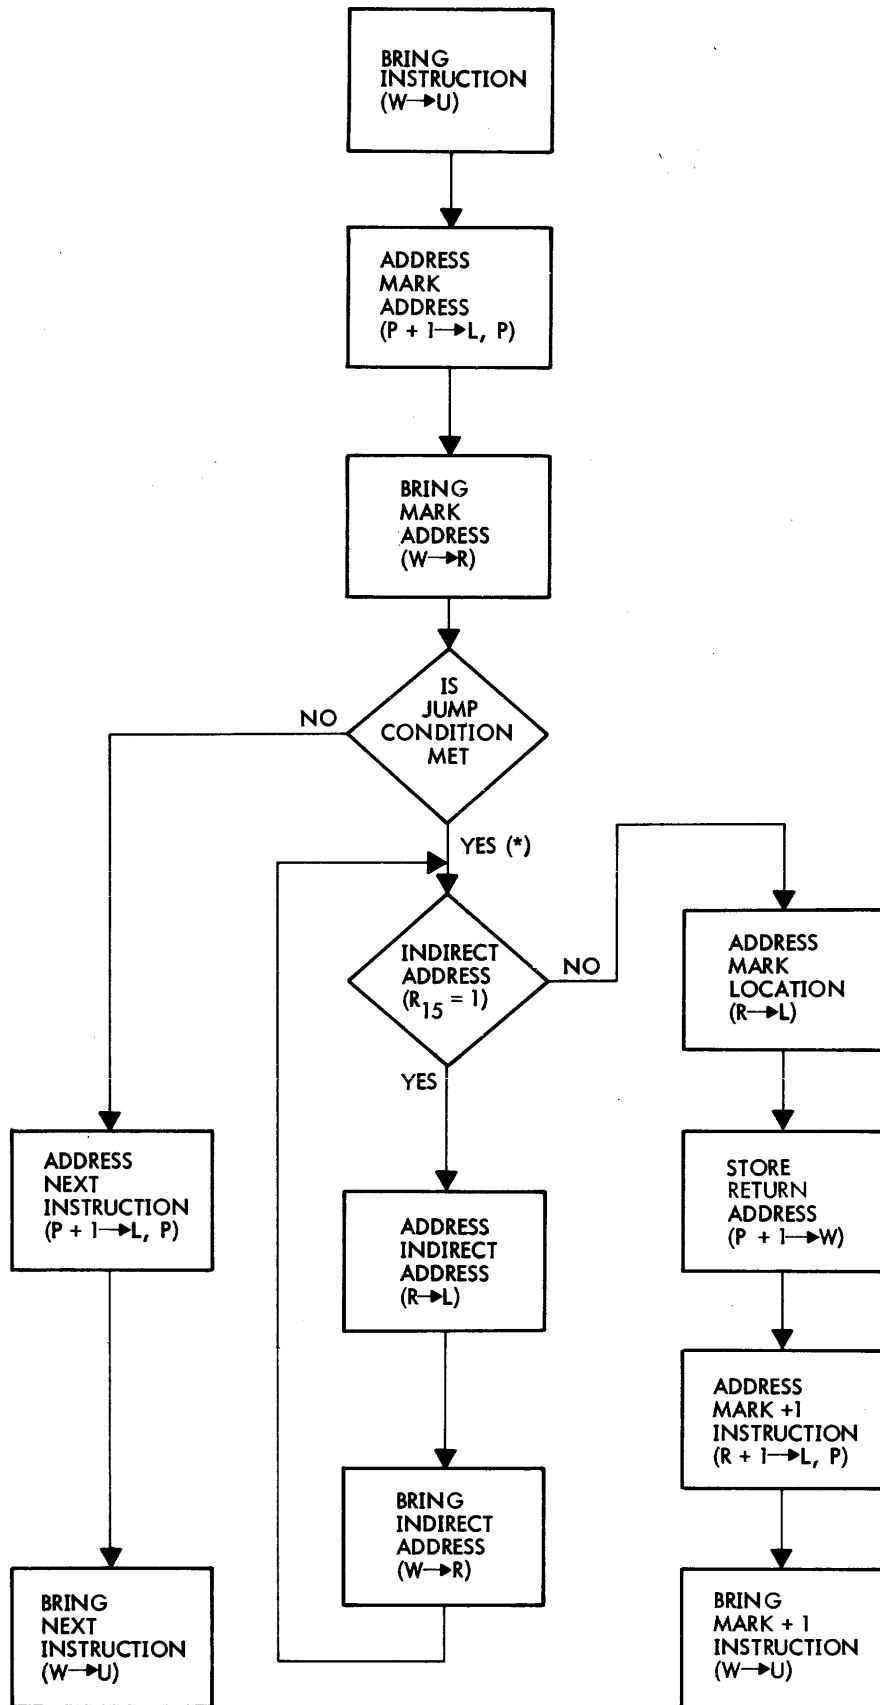 BRING
INSTRUCTION
(W→U)
ADDRESS
MARK
ADDRESS
(P + 1→L, P)
BRING
MARK
ADDRESS
(W→R)
IS
JUMP
CONDITION
MET
NO
YES (*)
INDIRECT
ADDRESS
(R15 = 1)
NO
YES
ADDRESS
MARK
LOCATION
(R→L)
ADDRESS
NEXT
INSTRUCTION
(P + 1→L, P)
ADDRESS
INDIRECT
ADDRESS
(R→L)
STORE
RETURN
ADDRESS
(P + 1→W)
ADDRESS
MARK +1
INSTRUCTION
(R + 1→L, P)
BRING
INDIRECT
ADDRESS
(W→R)
BRING
NEXT
INSTRUCTION
(W→U)
BRING
MARK + 1
INSTRUCTION
(W→U)